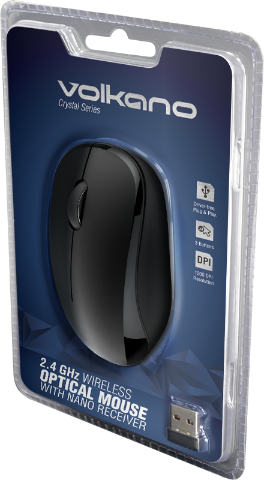 VOLKANO
Crystal Series
Driver-free
Plug & Play
3 Buttons
DPI
1000 DPI
Resolution
2.4 GHz WIRELESS
OPTICAL MOUSE
WITH NANO RECEIVER